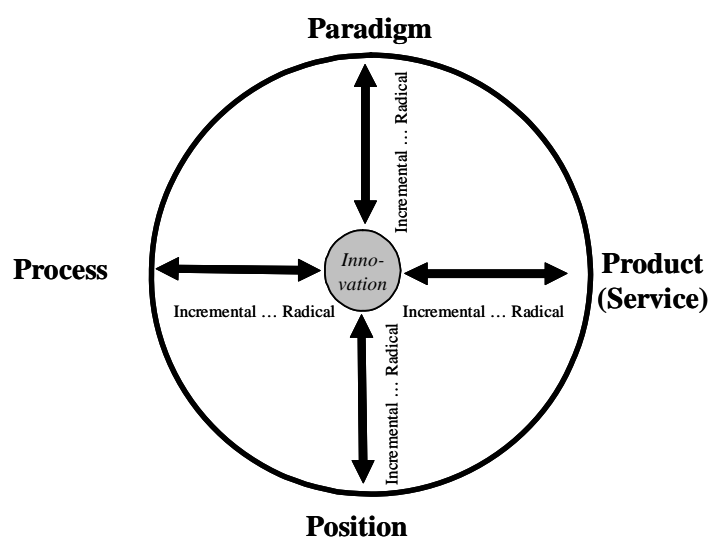 Paradigm
Incremental … Radical
Process
Inno-
vation
Product
(Service)
Incremental … Radical
Incremental … Radical
Incremental … Radical
Position